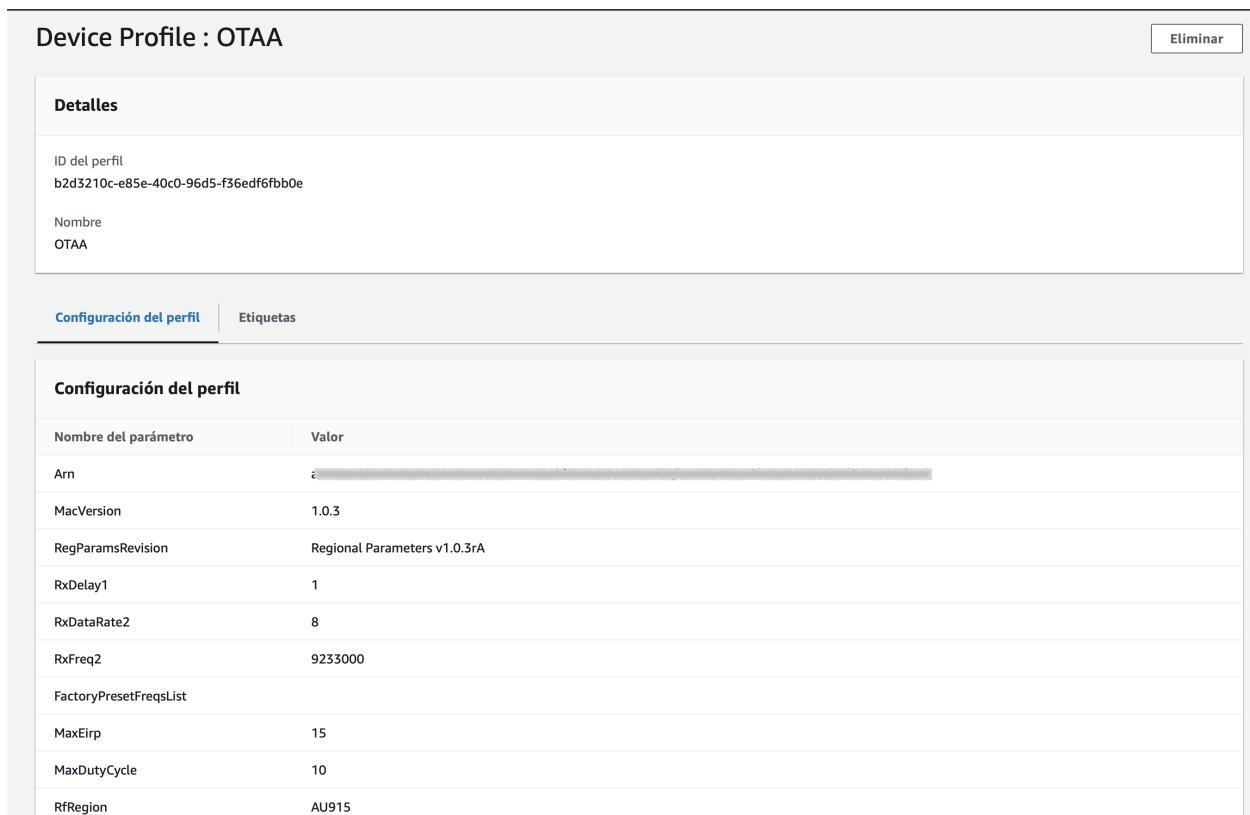 Device Profile : OTAA
Eliminar
Detalles
ID del perfil
b2d3210c-e85e-40c0-96d5-f36edf6fbb0e
Nombre
OTAA
Configuración del perfil Etiquetas
Configuración del perfil
Nombre del parámetro Valor
Arn
MacVersion 1.0.3
RegParamsRevision Regional Parameters v1.0.3rA
RxDelay1 1
RxDataRate2 8
RxFreq2 9233000
FactoryPresetFreqsList
MaxEirp 15
MaxDutyCycle 10
RfRegion AU915